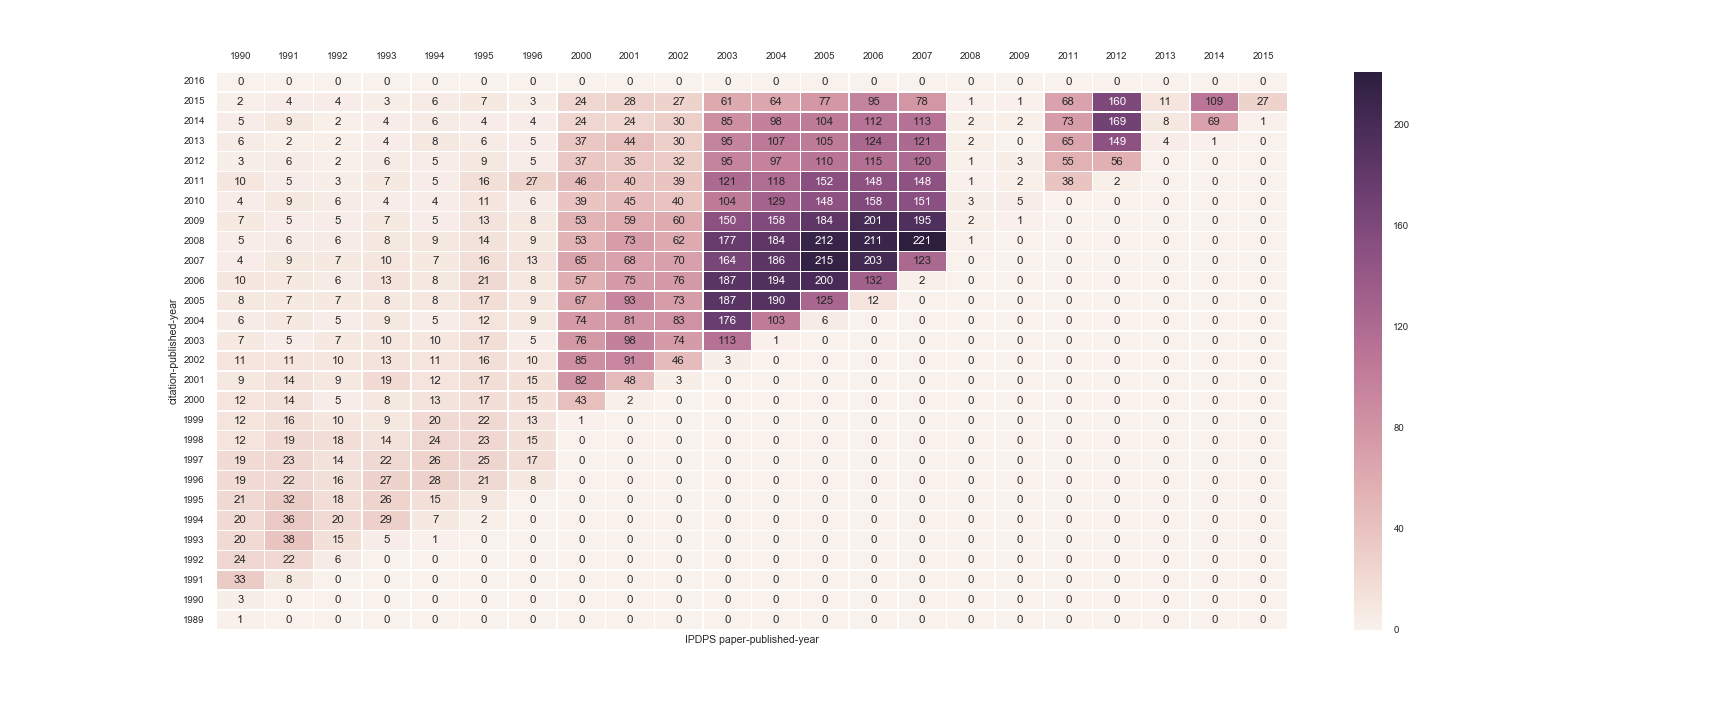 1990 1991 1992 1993 1994 1995 1996 2000 2001 2002 2003 2004 2005 2006 2007 2008 2009 2011 2012 2013 2014 2015
2016 0 0 0 0 0 0 0 0 0 0 0 0 0 0 0 0 0 0 0 0 0 0
2015 2 4 4 3 6 7 3 24 28 27 61 64 77 95 78 1 1 68 160 11 109 27
2014 5 9 2 4 6 4 4 24 24 30 85 98 104 112 113 2 2 73 169 8 69 1
200
2013 6 2 2 4 8 6 5 37 44 30 95 107 105 124 121 2 0 65 149 4 1 0
2012 3 6 2 6 5 9 5 37 35 32 95 97 110 115 120 1 3 55 56 0 0 0
2011 10 5 3 7 5 16 27 46 40 39 121 118 152 148 148 1 2 38 2 0 0 0
2010 4 9 6 4 4 11 6 39 45 40 104 129 148 158 151 3 5 0 0 0 0 0
2009 7 5 5 7 5 13 8 53 59 60 150 158 184 201 195 2 1 0 0 0 0 0
160
2008 5 6 6 8 9 14 9 53 73 62 177 184 212 211 221 1 0 0 0 0 0 0
2007 4 9 7 10 7 16 13 65 68 70 164 186 215 203 123 0 0 0 0 0 0 0
2006 10 7 6 13 8 21 8 57 75 76 187 194 200 132 2 0 0 0 0 0 0 0
2005 8 7 7 8 8 17 9 67 93 73 187 190 125 12 0 0 0 0 0 0 0 0
2004 6 7 5 9 5 12 9 74 81 83 176 103 6 0 0 0 0 0 0 0 0 0
120
2003 7 5 7 10 10 17 5 76 98 74 113 1 0 0 0 0 0 0 0 0 0 0
2002 11 11 10 13 11 16 10 85 91 46 3 0 0 0 0 0 0 0 0 0 0 0
citation-published-year
2001 9 14 9 19 12 17 15 82 48 3 0 0 0 0 0 0 0 0 0 0 0 0
2000 12 14 5 8 13 17 15 43 2 0 0 0 0 0 0 0 0 0 0 0 0 0
1999 12 16 10 9 20 22 13 1 0 0 0 0 0 0 0 0 0 0 0 0 0 0
80
1998 12 19 18 14 24 23 15 0 0 0 0 0 0 0 0 0 0 0 0 0 0 0
1997 19 23 14 22 26 25 17 0 0 0 0 0 0 0 0 0 0 0 0 0 0 0
1996 19 22 16 27 28 21 8 0 0 0 0 0 0 0 0 0 0 0 0 0 0 0
1995 21 32 18 26 15 9 0 0 0 0 0 0 0 0 0 0 0 0 0 0 0 0
1994 20 36 20 29 7 2 0 0 0 0 0 0 0 0 0 0 0 0 0 0 0 0
40
1993 20 38 15 5 1 0 0 0 0 0 0 0 0 0 0 0 0 0 0 0 0 0
1992 24 22 6 0 0 0 0 0 0 0 0 0 0 0 0 0 0 0 0 0 0 0
1991 33 8 0 0 0 0 0 0 0 0 0 0 0 0 0 0 0 0 0 0 0 0
1990 3 0 0 0 0 0 0 0 0 0 0 0 0 0 0 0 0 0 0 0 0 0
1989 1 0 0 0 0 0 0 0 0 0 0 0 0 0 0 0 0 0 0 0 0 0
0
IPDPS paper-published-year